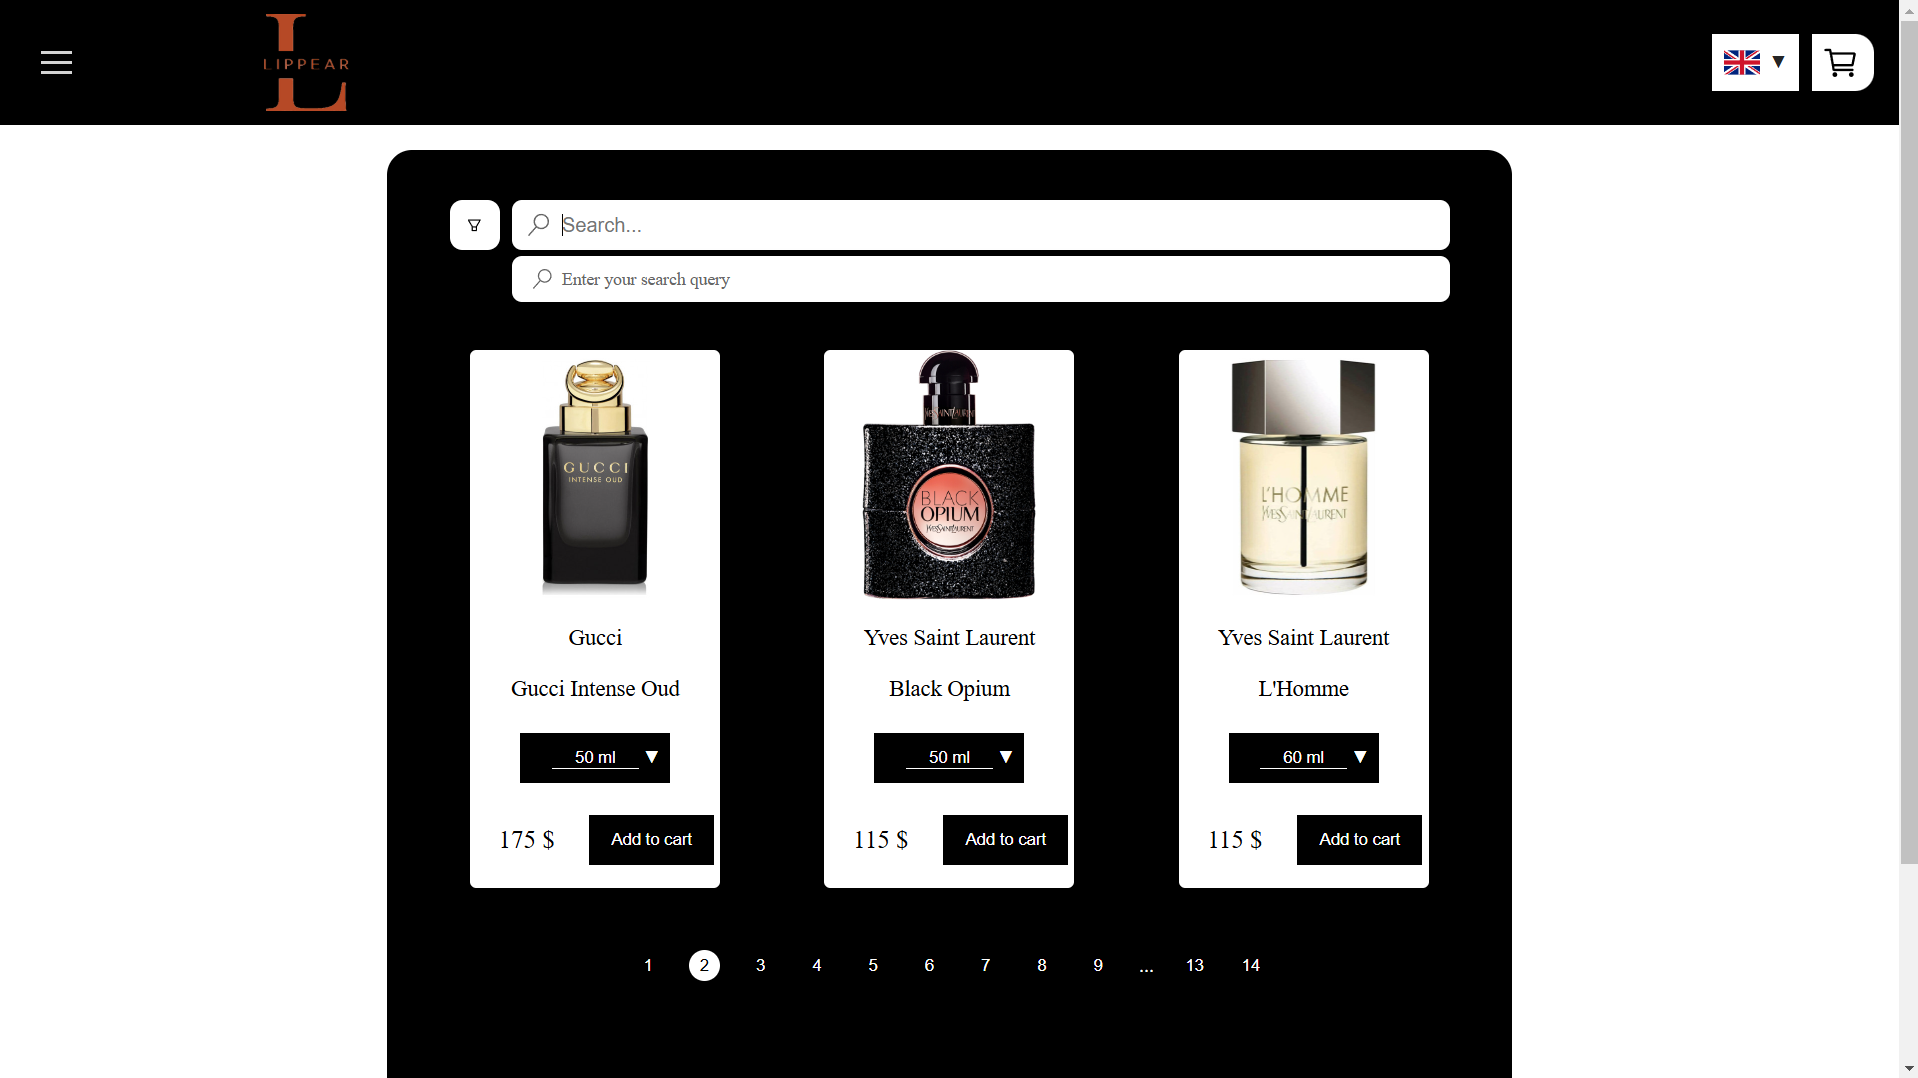 LIPPEAR
▼
Search...
Enter your search query
GUCCI
INTENSE OUD
Gucci
Gucci Intense Oud
50 ml ▼
175 $ Add to cart
YVESSAINTLAURENT
BLACK
OPIUM
YVESSAINTLAURENT
Yves Saint Laurent
Black Opium
50 ml ▼
115 $ Add to cart
L'HOMME
YVESSAINTLAURENT
Yves Saint Laurent
L'Homme
60 ml ▼
115 $ Add to cart
1 2 3 4 5 6 7 8 9 ... 13 14